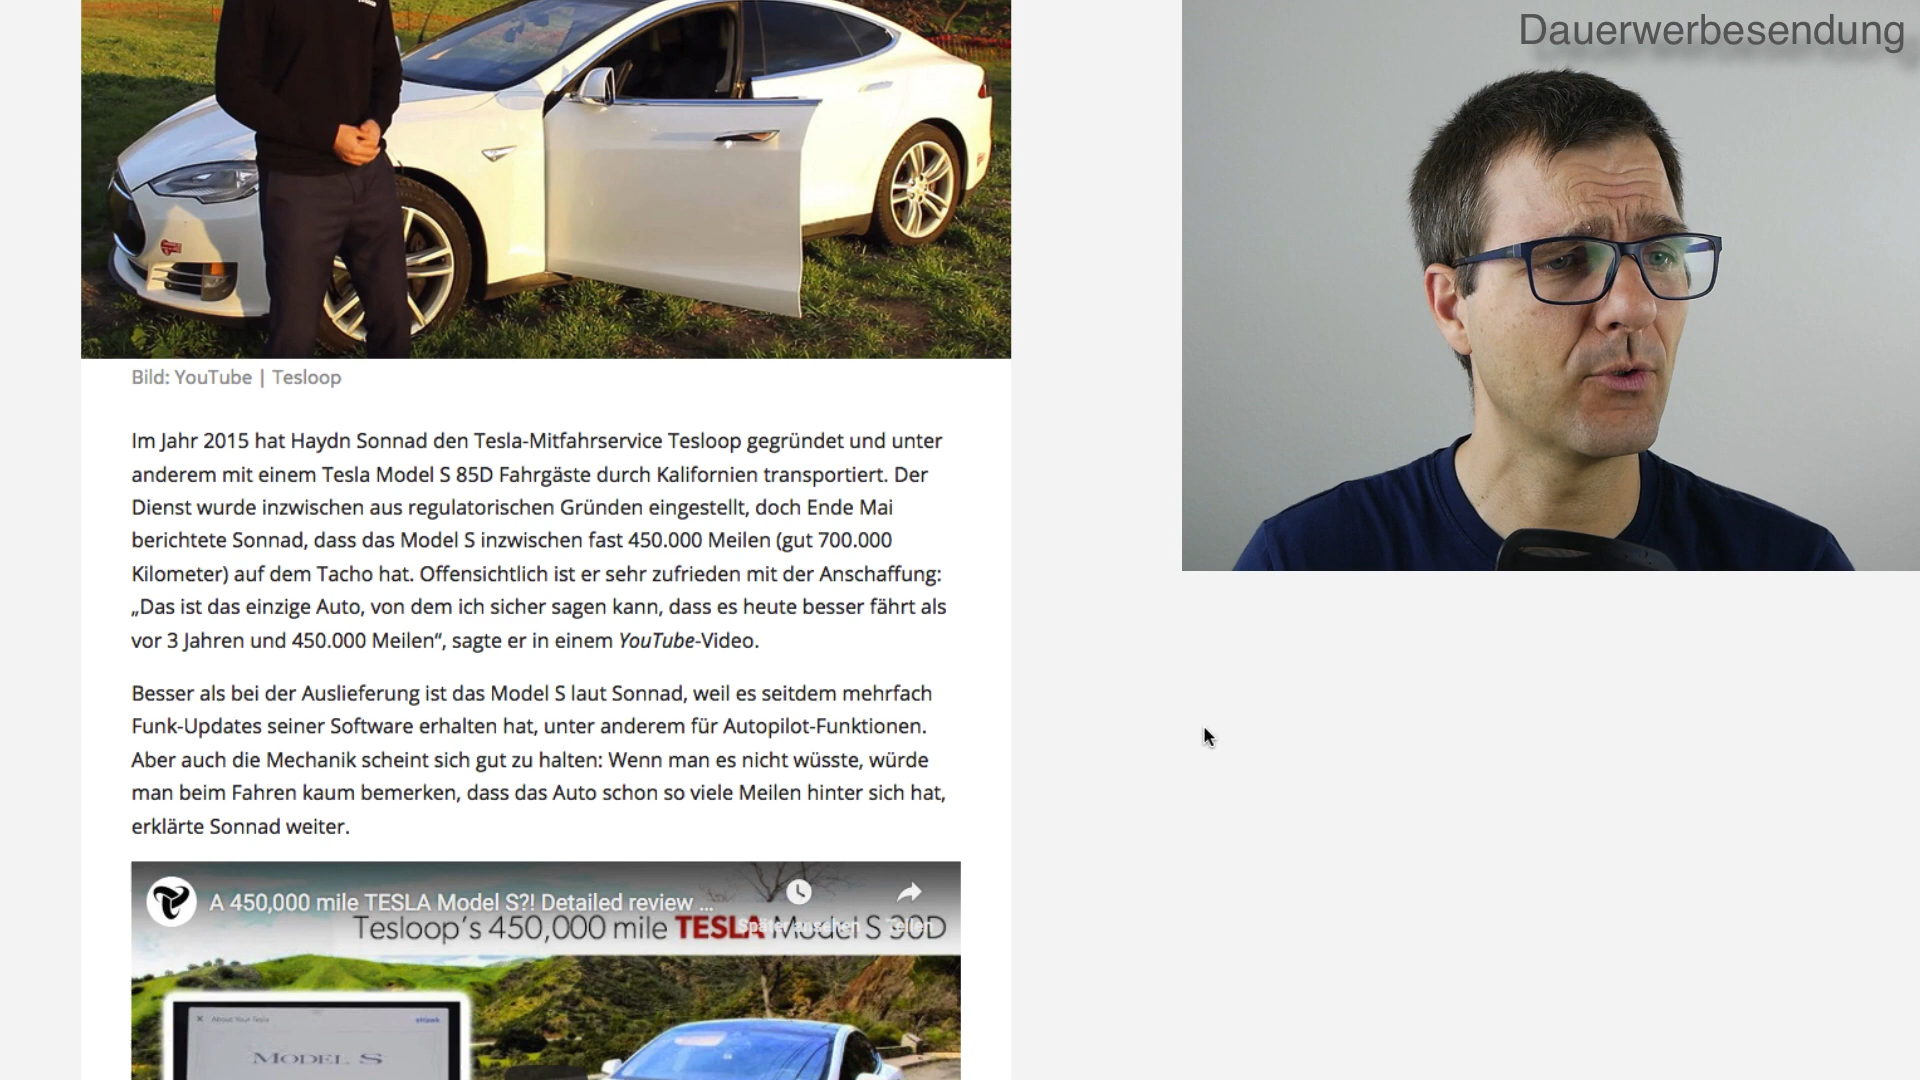 Dauerwerbesendung
Bild: YouTube | Tesloop
Im Jahr 2015 hat Haydn Sonnad den Tesla-Mitfahrservice Tesloop gegründet und unter
anderem mit einem Tesla Model S 85D Fahrgäste durch Kalifornien transportiert. Der
Dienst wurde inzwischen aus regulatorischen Gründen eingestellt, doch Ende Mai
berichtete Sonnad, dass das Model S inzwischen fast 450.000 Meilen (gut 700.000
Kilometer) auf dem Tacho hat. Offensichtlich ist er sehr zufrieden mit der Anschaffung:
„Das ist das einzige Auto, von dem ich sicher sagen kann, dass es heute besser fährt als
vor 3 Jahren und 450.000 Meilen“, sagte er in einem YouTube-Video.
Besser als bei der Auslieferung ist das Model S laut Sonnad, weil es seitdem mehrfach
Funk-Updates seiner Software erhalten hat, unter anderem für Autopilot-Funktionen.
Aber auch die Mechanik scheint sich gut zu halten: Wenn man es nicht wüsste, würde
man beim Fahren kaum bemerken, dass das Auto schon so viele Meilen hinter sich hat,
erklärte Sonnad weiter.
A 450,000 mile TESLA Model S?! Detailed review ...
Später ansehen Teilen
Tesloop's 450,000 mile TESLA Model S 90D
× About Your Tesla
eHawk
MODEL S